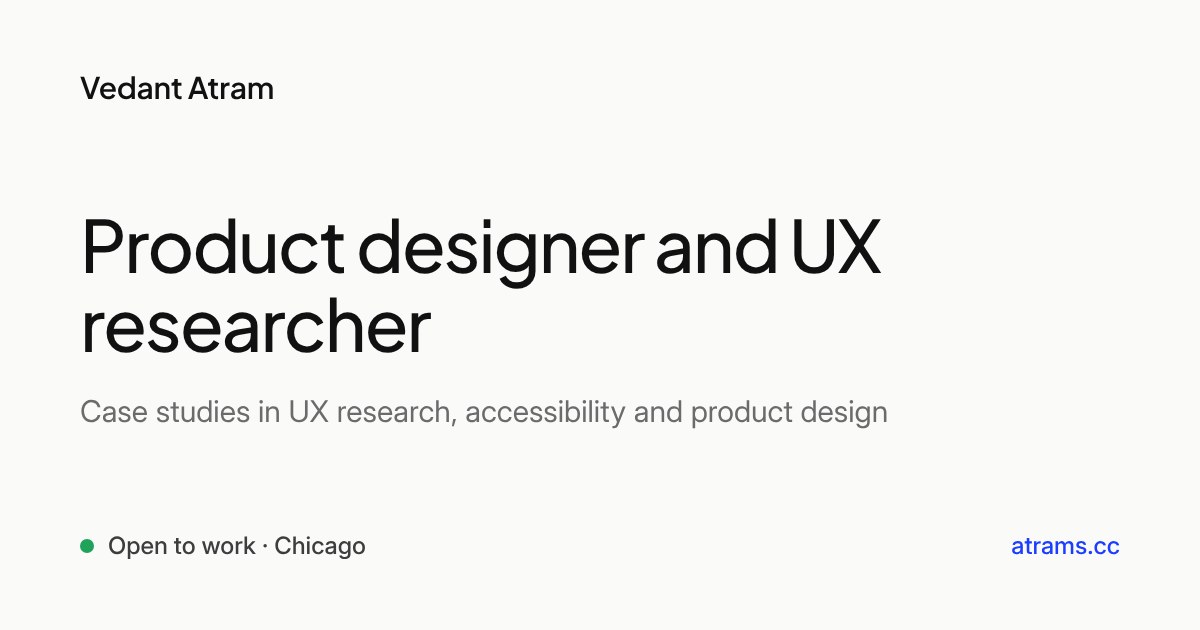 Vedant Atram
Product designer and UX
researcher
Case studies in UX research, accessibility and product design
Open to work · Chicago
atrams.cc